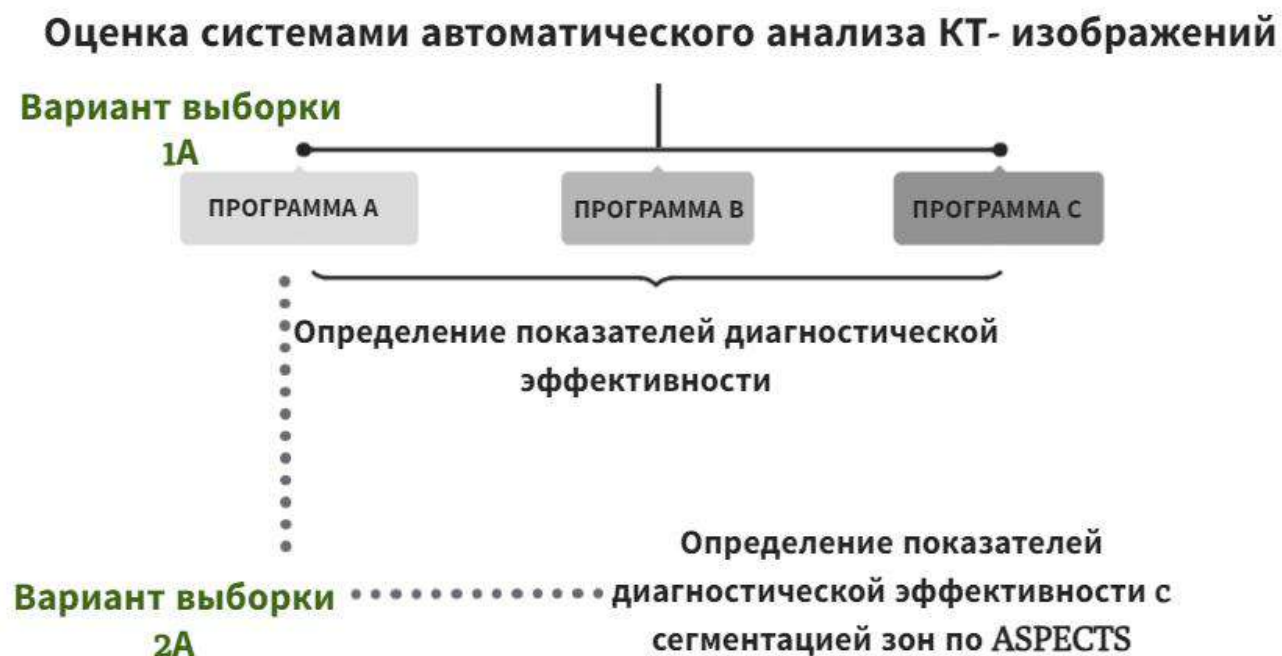 Оценка системами автоматического анализа КТ- изображений
Вариант выборки
1А
ПРОГРАММА А
ПРОГРАММА В
ПРОГРАММА С
Определение показателей диагностической
эффективности
Вариант выборки
2А
Определение показателей
диагностической эффективности с
сегментацией зон по ASPECTS